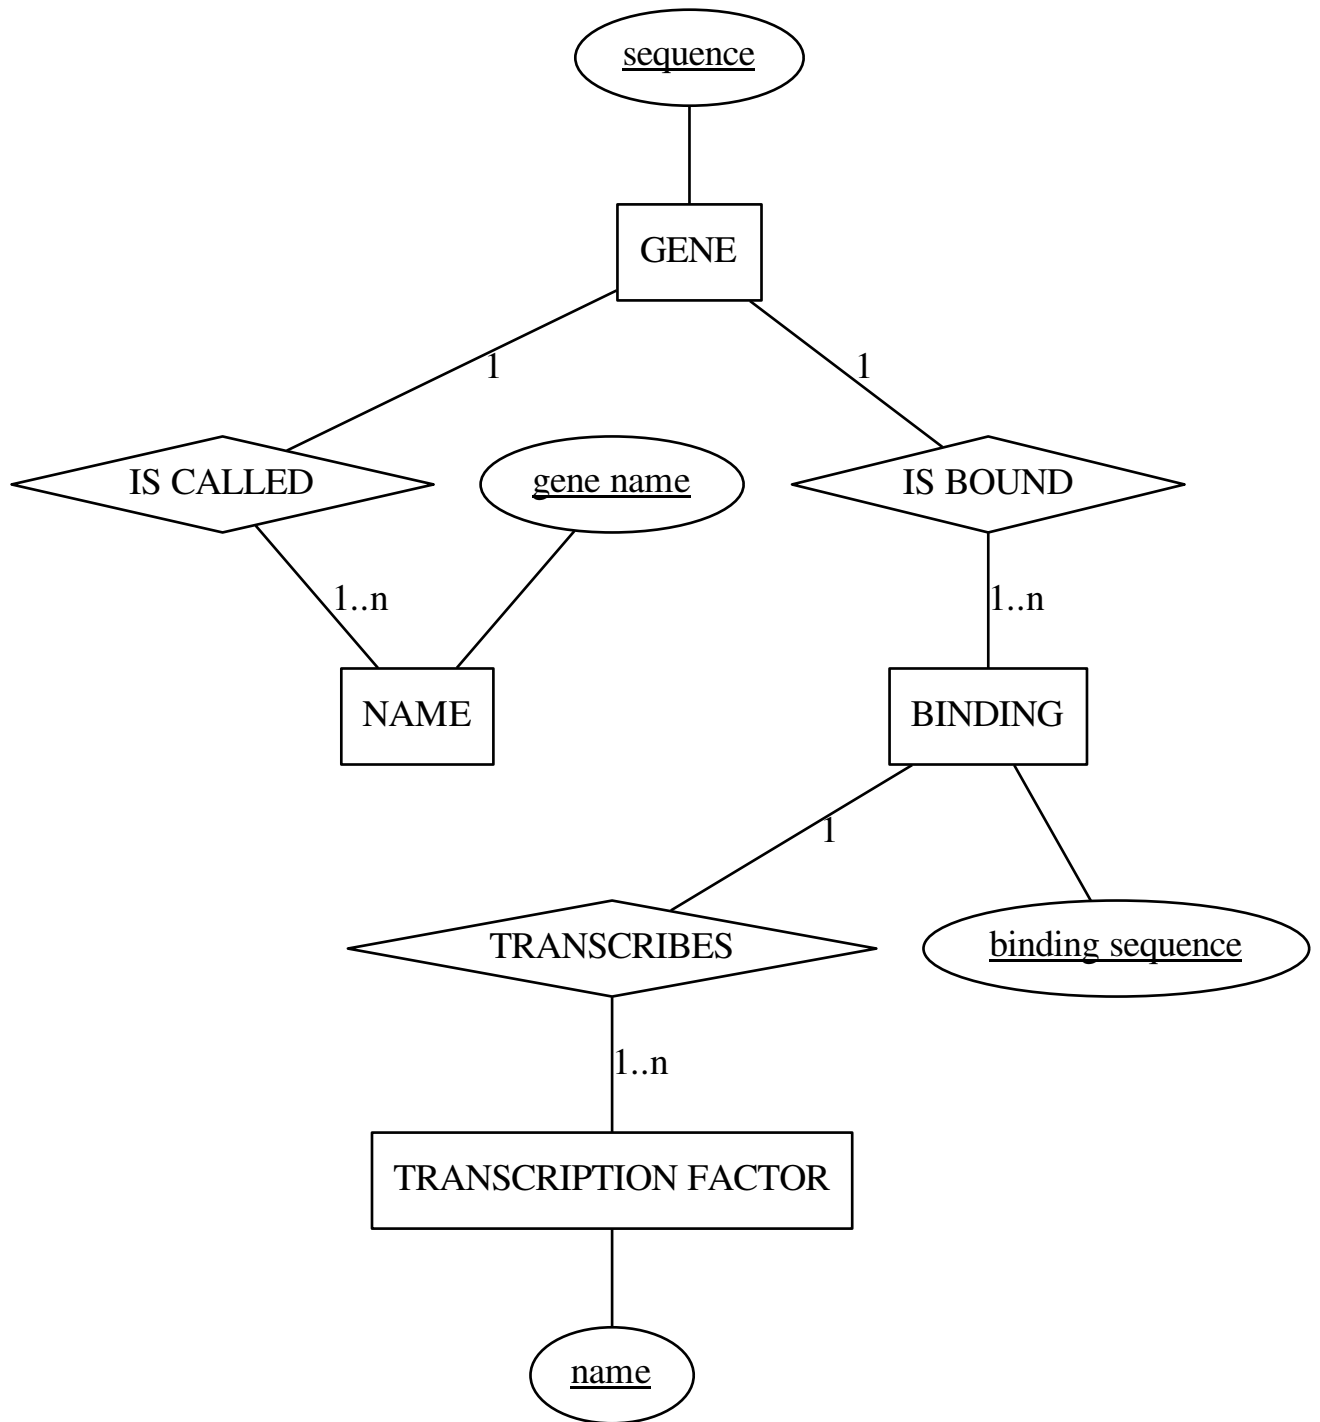 sequence
GENE
1
1
IS CALLED
gene name
IS BOUND
1..n
1..n
NAME
BINDING
1
TRANSCRIBES
binding sequence
1..n
TRANSCRIPTION FACTOR
name